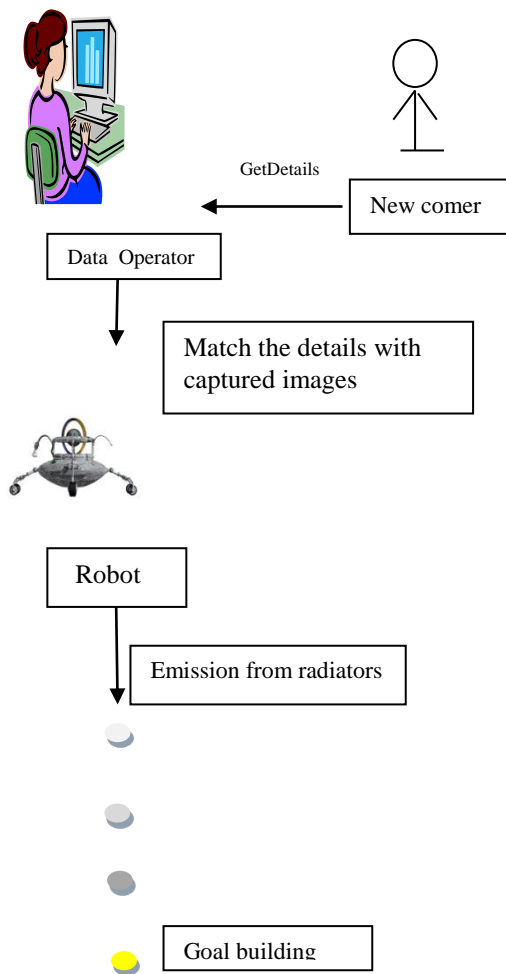 GetDetails
New comer
Data Operator
Match the details with
captured images
Robot
Emission from radiators
Goal building